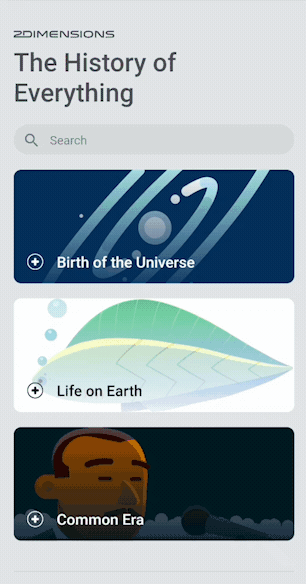 2DIMENSIONS
The History of
Everything
Search
Birth of the Universe
Life on Earth
Common Era